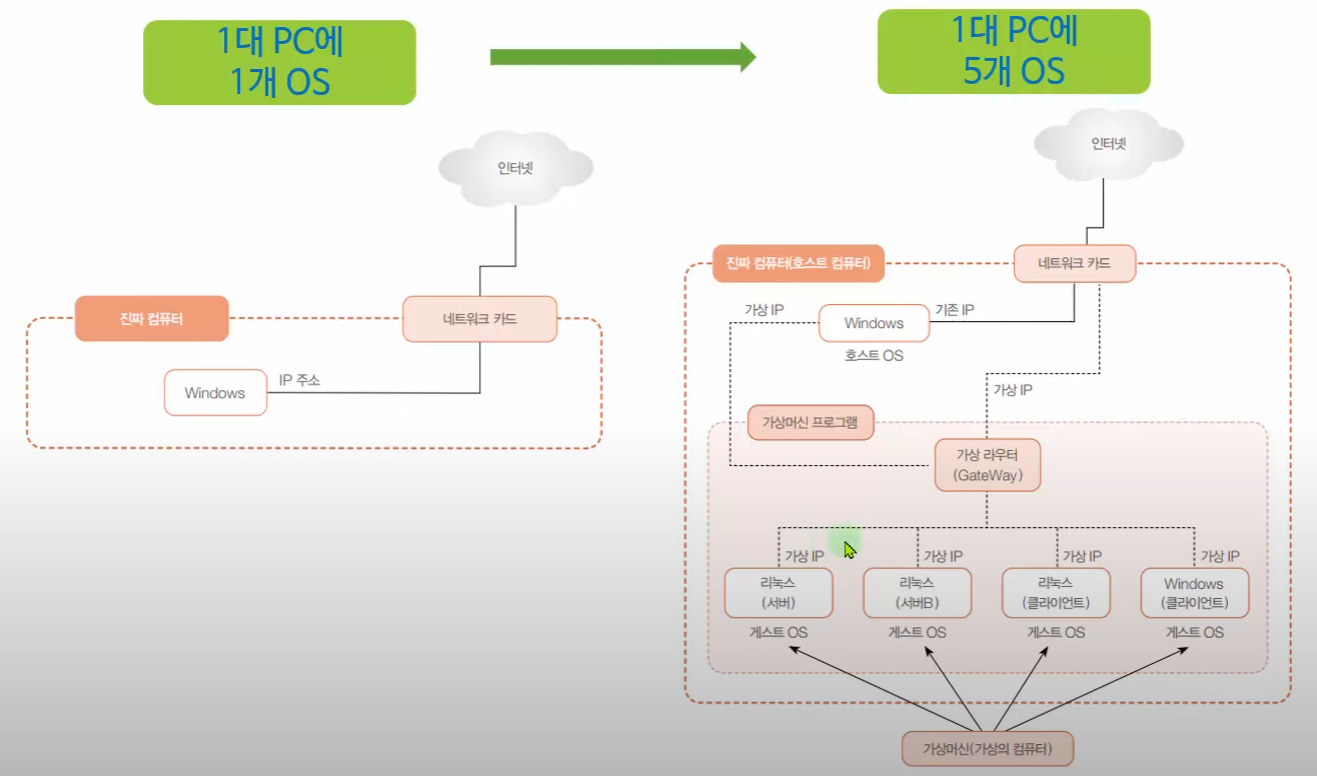 1대 PC에
1개 OS
1대 PC에
5개 OS
인터넷
진짜 컴퓨터
네트워크 카드
IP 주소
Windows
인터넷
진짜 컴퓨터(호스트 컴퓨터)
네트워크 카드
가상 IP
Windows
기존 IP
호스트 OS
가상 IP
가상머신 프로그램
가상 라우터
(GateWay)
가상 IP
가상 IP
가상 IP
가상 IP
리눅스
(서버)
리눅스
(서버B)
리눅스
(클라이언트)
Windows
(클라이언트)
게스트 OS
게스트 OS
게스트 OS
게스트 OS
가상머신(가상의 컴퓨터)